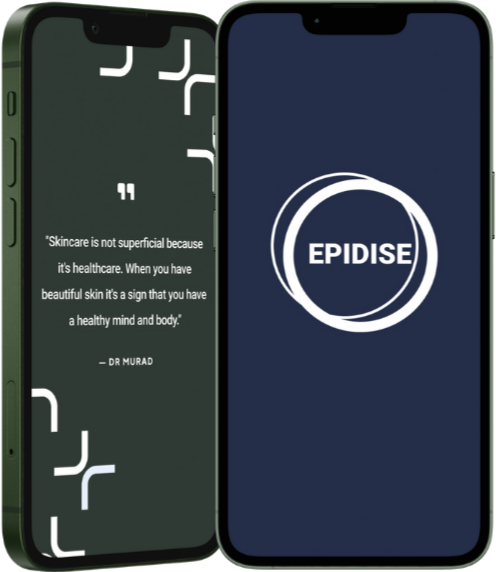 "
"Skincare is not superficial because
it's healthcare. When you have
beautiful skin it's a sign that you have
a healthy mind and body."
— DR MURAD
EPIDISE